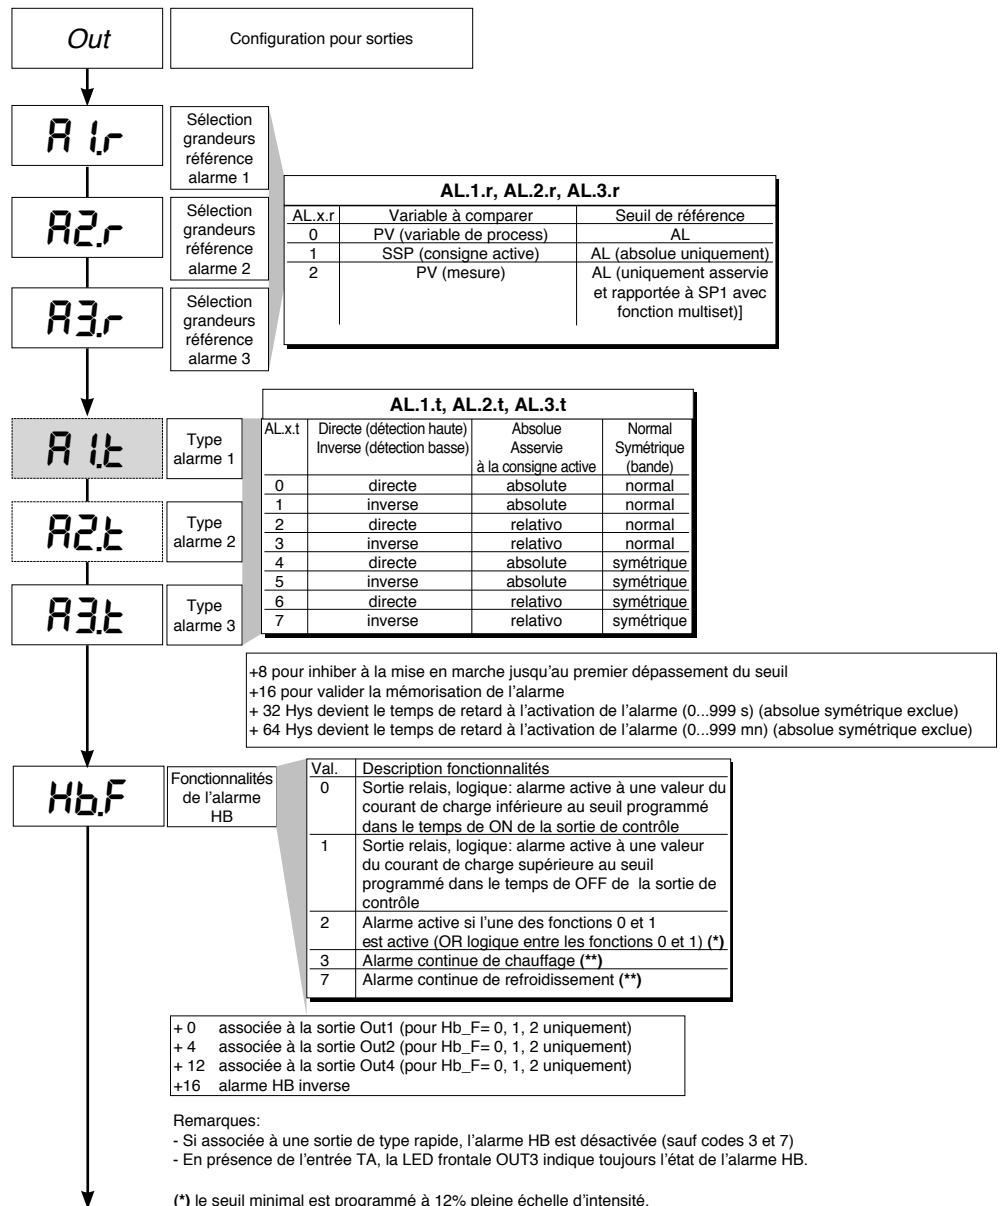 Out
Configuration pour sorties
A1.r
Sélection
grandeurs
référence
alarme 1
A2.r
Sélection
grandeurs
référence
alarme 2
A3.r
Sélection
grandeurs
référence
alarme 3
AL.1.r, AL.2.r, AL.3.r
AL.x.r Variable à comparer Seuil de référence
0 PV (variable de process) AL
1 SSP (consigne active) AL (absolue uniquement)
2 PV (mesure) AL (uniquement asservie
et rapportée à SP1 avec
fonction multiset)]
A1.t
Type
alarme 1
A2.t
Type
alarme 2
A3.t
Type
alarme 3
AL.1.t, AL.2.t, AL.3.t
AL.x.t Directe (détection haute) Absolue Normal
Inverse (détection basse) Asservie Symétrique
à la consigne active (bande)
0 directe absolute normal
1 inverse absolute normal
2 directe relativo normal
3 inverse relativo normal
4 directe absolute symétrique
5 inverse absolute symétrique
6 directe relativo symétrique
7 inverse relativo symétrique
+8 pour inhiber à la mise en marche jusqu'au premier dépassement du seuil
+16 pour valider la mémorisation de l'alarme
+ 32 Hys devient le temps de retard à l'activation de l'alarme (0...999 s) (absolue symétrique exclue)
+ 64 Hys devient le temps de retard à l'activation de l'alarme (0...999 mn) (absolue symétrique exclue)
Hb.F
Fonctionnalités
de l'alarme
HB
Val. Description fonctionnalités
0 Sortie relais, logique: alarme active à une valeur du
courant de charge inférieure au seuil programmé
dans le temps de ON de la sortie de contrôle
1 Sortie relais, logique: alarme active à une valeur
du courant de charge supérieure au seuil
programmé dans le temps de OFF de la sortie de
contrôle
2 Alarme active si l'une des fonctions 0 et 1
est active (OR logique entre les fonctions 0 et 1) (*)
3 Alarme continue de chauffage (**)
7 Alarme continue de refroidissement (**)
+ 0 associée à la sortie Out1 (pour Hb_F= 0, 1, 2 uniquement)
+ 4 associée à la sortie Out2 (pour Hb_F= 0, 1, 2 uniquement)
+ 12 associée à la sortie Out4 (pour Hb_F= 0, 1, 2 uniquement)
+16 alarme HB inverse
Remarques:
- Si associée à une sortie de type rapide, l'alarme HB est désactivée (sauf codes 3 et 7)
- En présence de l'entrée TA, la LED frontale OUT3 indique toujours l'état de l'alarme HB.
(*) le seuil minimal est programmé à 12% pleine échelle d'intensité.